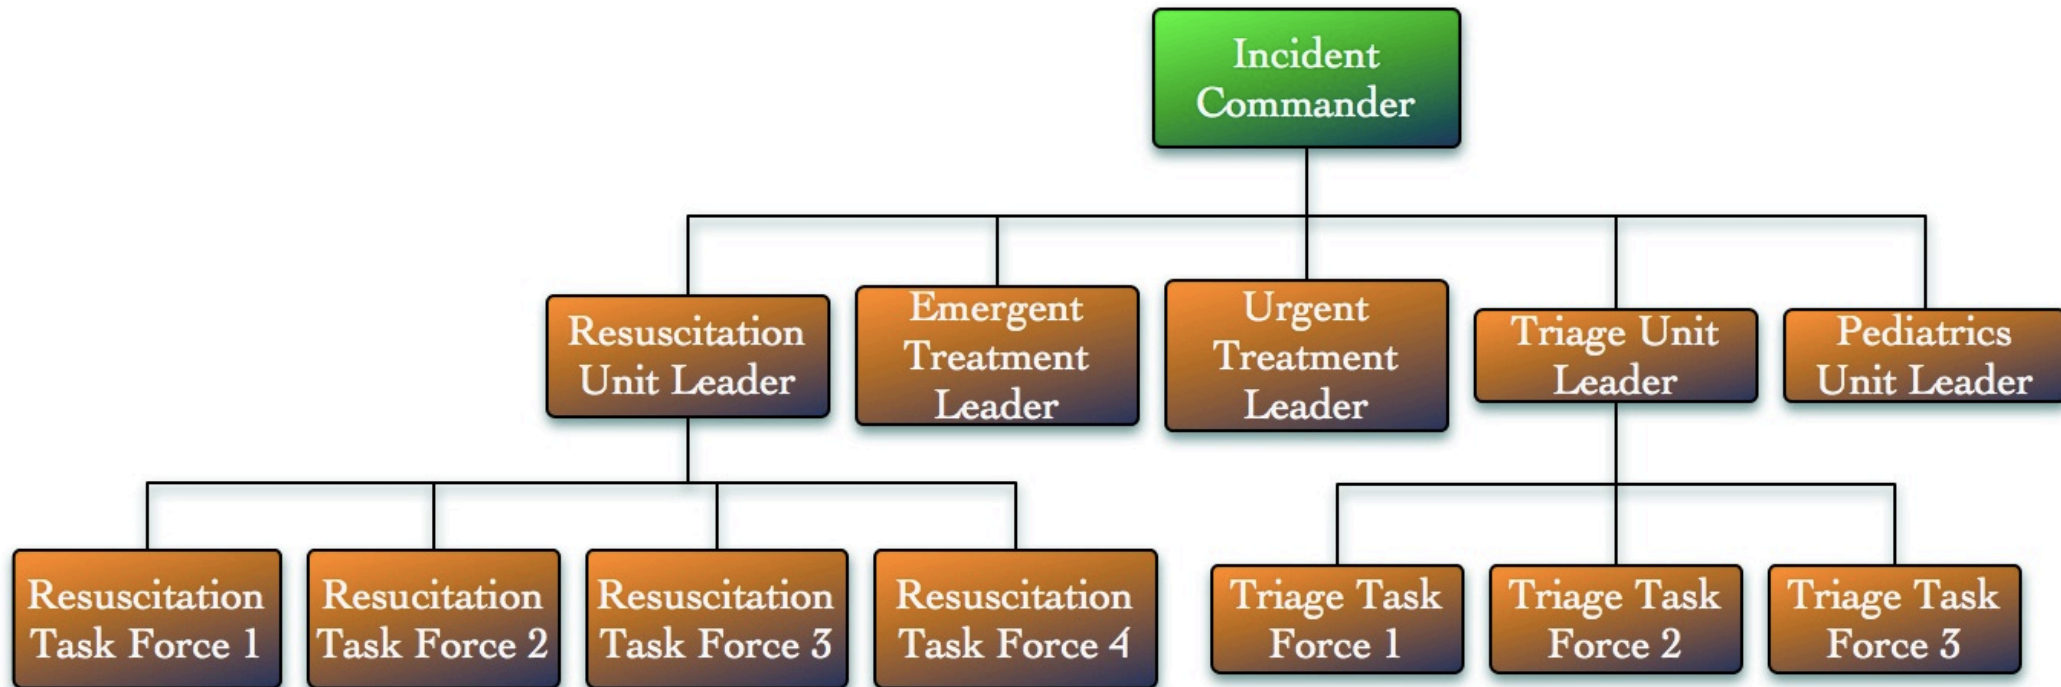 Incident
Commander
Resuscitation
Unit Leader
Emergent
Treatment
Leader
Urgent
Treatment
Leader
Triage Unit
Leader
Pediatrics
Unit Leader
Resuscitation
Task Force 1
Resucitation
Task Force 2
Resuscitation
Task Force 3
Resuscitation
Task Force 4
Triage Task
Force 1
Triage Task
Force 2
Triage Task
Force 3